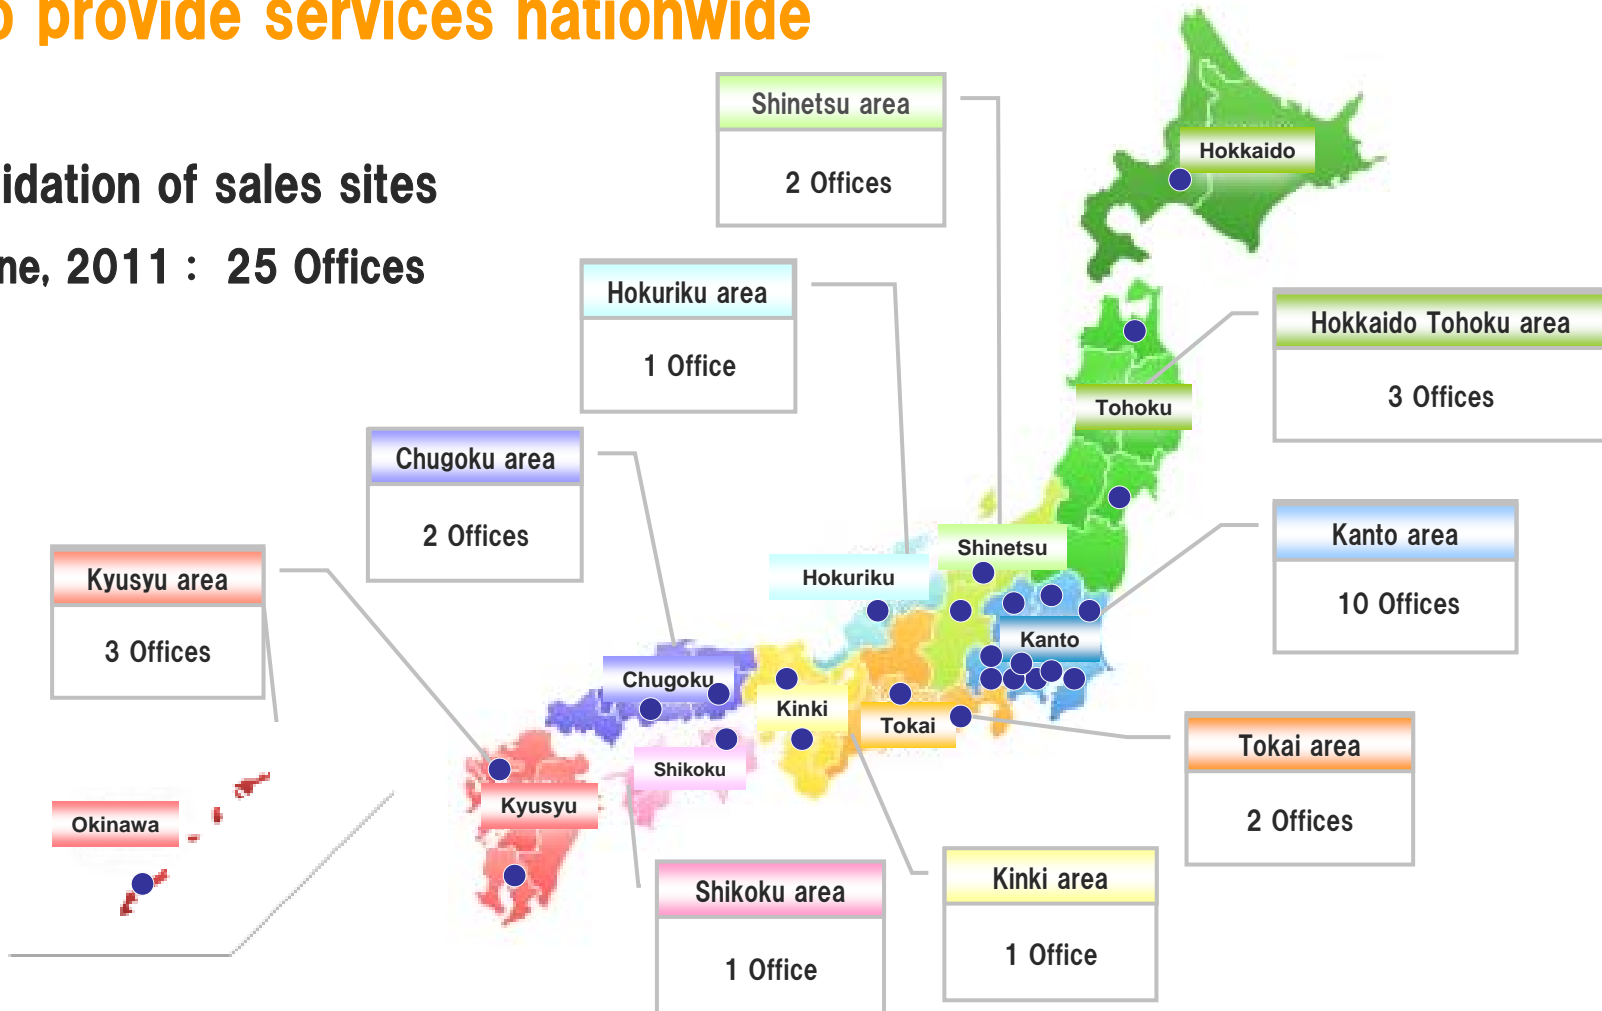 o provide services nationwide
idation of sales sites
ne, 2011 : 25 Offices
Shinetsu area
2 Offices
Hokkaido
Hokuriku area
1 Office
Hokkaido Tohoku area
3 Offices
Tohoku
Chugoku area
2 Offices
Kanto area
10 Offices
Kyusyu area
3 Offices
Shinetsu
Hokuriku
Kanto
Chugoku
Kinki
Tokai
Shikoku
Kyusyu
Okinawa
Tokai area
2 Offices
Shikoku area
1 Office
Kinki area
1 Office